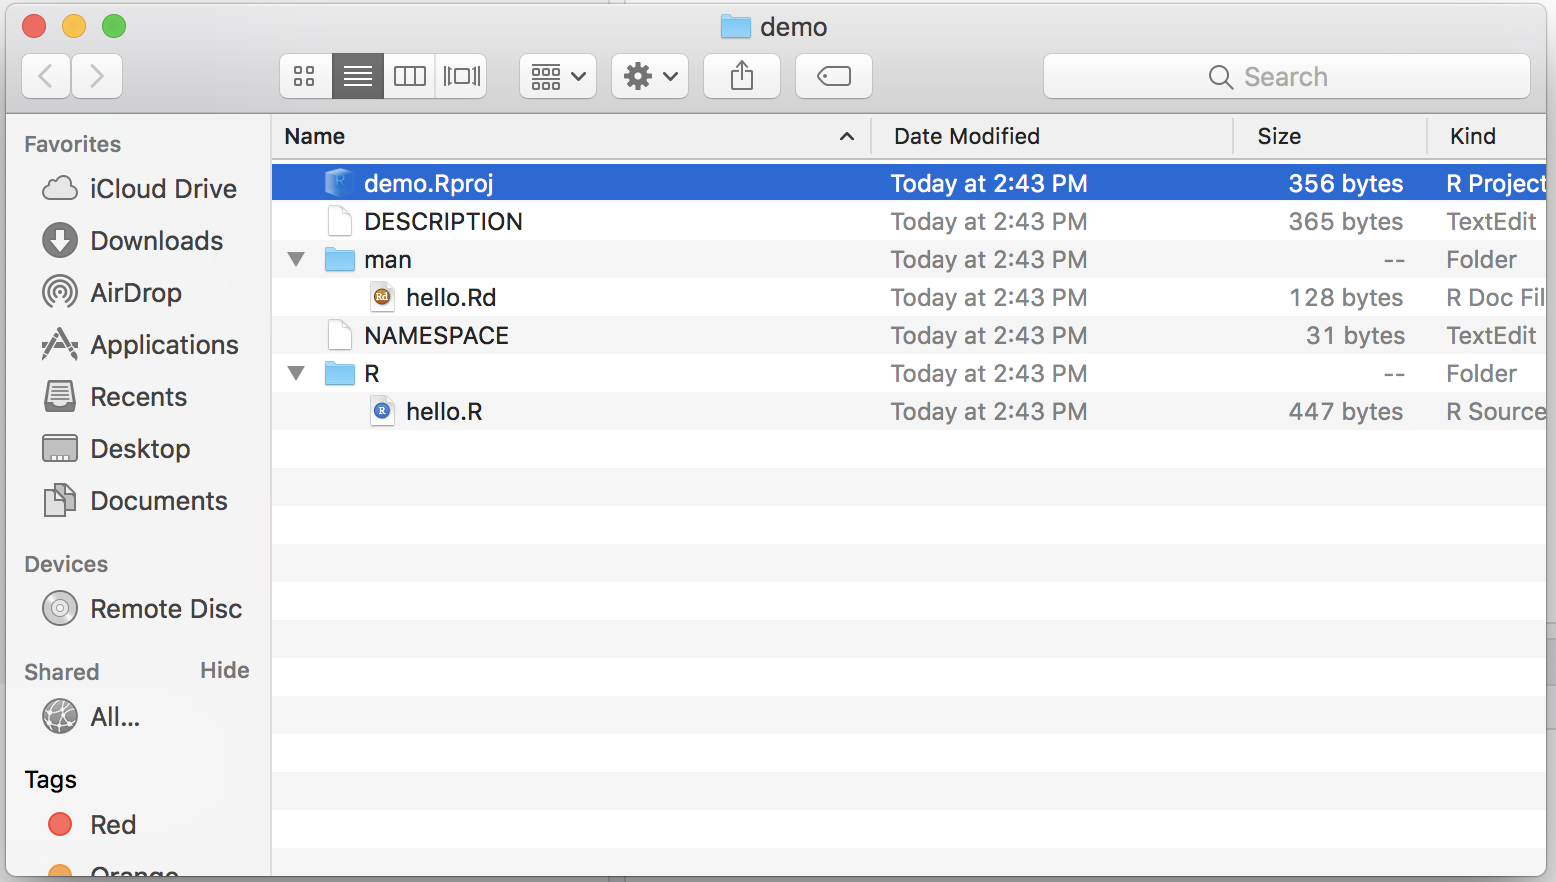 demo
Search
Name Date Modified Size Kind
Favorites
iCloud Drive
Downloads
AirDrop
Applications
Recents
Desktop
Documents
Devices
Remote Disc
Shared Hide
All...
Tags
Red
Orange
demo.Rproj Today at 2:43 PM 356 bytes R Project
DESCRIPTION Today at 2:43 PM 365 bytes TextEdit
man Today at 2:43 PM -- Folder
hello.Rd Today at 2:43 PM 128 bytes R Doc Fil
NAMESPACE Today at 2:43 PM 31 bytes TextEdit
R Today at 2:43 PM -- Folder
hello.R Today at 2:43 PM 447 bytes R Source